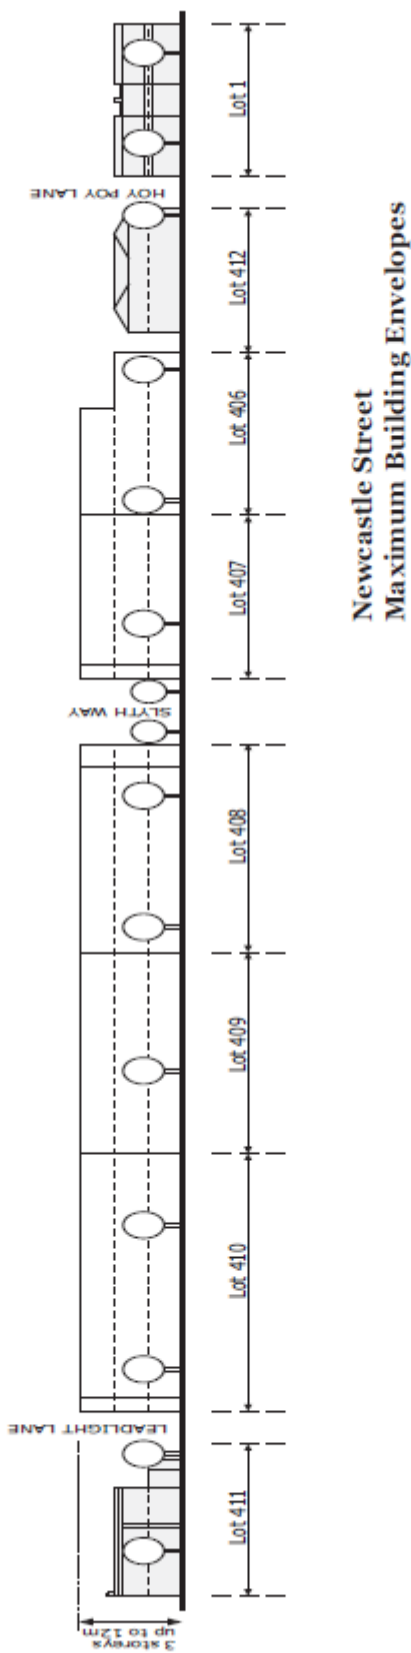 3 storeys
up to 12m
LEADLIGHT LANE
SLYTH WAY
HOY POY LANE
Lot 411
Lot 410
Lot 409
Lot 408
Lot 407
Lot 406
Lot 412
Lot 1
Newcastle Street
Maximum Building Envelopes